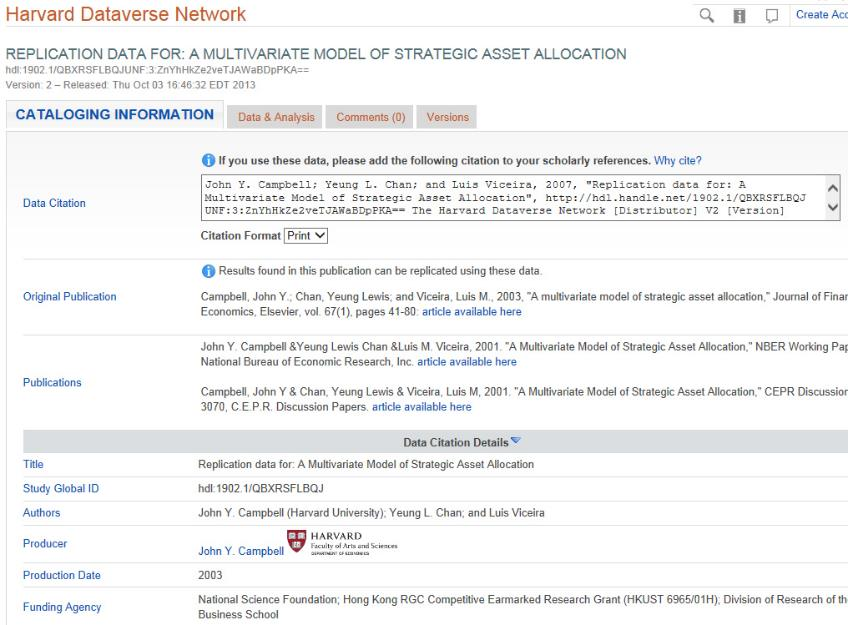 Harvard Dataverse Network
Create Acc
REPLICATION DATA FOR: A MULTIVARIATE MODEL OF STRATEGIC ASSET ALLOCATION
hdl:1902.1/QBXRSFLBQJUNF:3:ZnYhHkZe2veTJAWaBDpPKA==
Version: 2 – Released: Thu Oct 03 16:46:32 EDT 2013
CATALOGING INFORMATION
Data & Analysis
Comments (0)
Versions
If you use these data, please add the following citation to your scholarly references. Why cite?
Data Citation
John Y. Campbell; Yeung L. Chan; and Luis Viceira, 2007, "Replication data for: A
Multivariate Model of Strategic Asset Allocation", http://hdl.handle.net/1902.1/QBXRSFLBQJ
UNF:3:ZnYhHkZe2veTJAWaBDpPKA== The Harvard Dataverse Network [Distributor] V2 [Version]
Citation Format Print
Results found in this publication can be replicated using these data.
Original Publication
Campbell, John Y.; Chan, Yeung Lewis; and Viceira, Luis M., 2003, "A multivariate model of strategic asset allocation," Journal of Finan
Economics, Elsevier, vol. 67(1), pages 41-80: article available here
Publications
John Y. Campbell &Yeung Lewis Chan &Luis M. Viceira, 2001. "A Multivariate Model of Strategic Asset Allocation," NBER Working Pap
National Bureau of Economic Research, Inc. article available here
Campbell, John Y & Chan, Yeung Lewis & Viceira, Luis M, 2001. "A Multivariate Model of Strategic Asset Allocation," CEPR Discussion
3070, C.E.P.R. Discussion Papers. article available here
Data Citation Details
Title
Replication data for: A Multivariate Model of Strategic Asset Allocation
Study Global ID
hdl:1902.1/QBXRSFLBQJ
Authors
John Y. Campbell (Harvard University); Yeung L. Chan; and Luis Viceira
Producer
John Y. Campbell
HARVARD
Faculty of Arts and Sciences
DEPARTMENT OF ECONOMICS
Production Date
2003
Funding Agency
National Science Foundation; Hong Kong RGC Competitive Earmarked Research Grant (HKUST 6965/01H); Division of Research of th
Business School